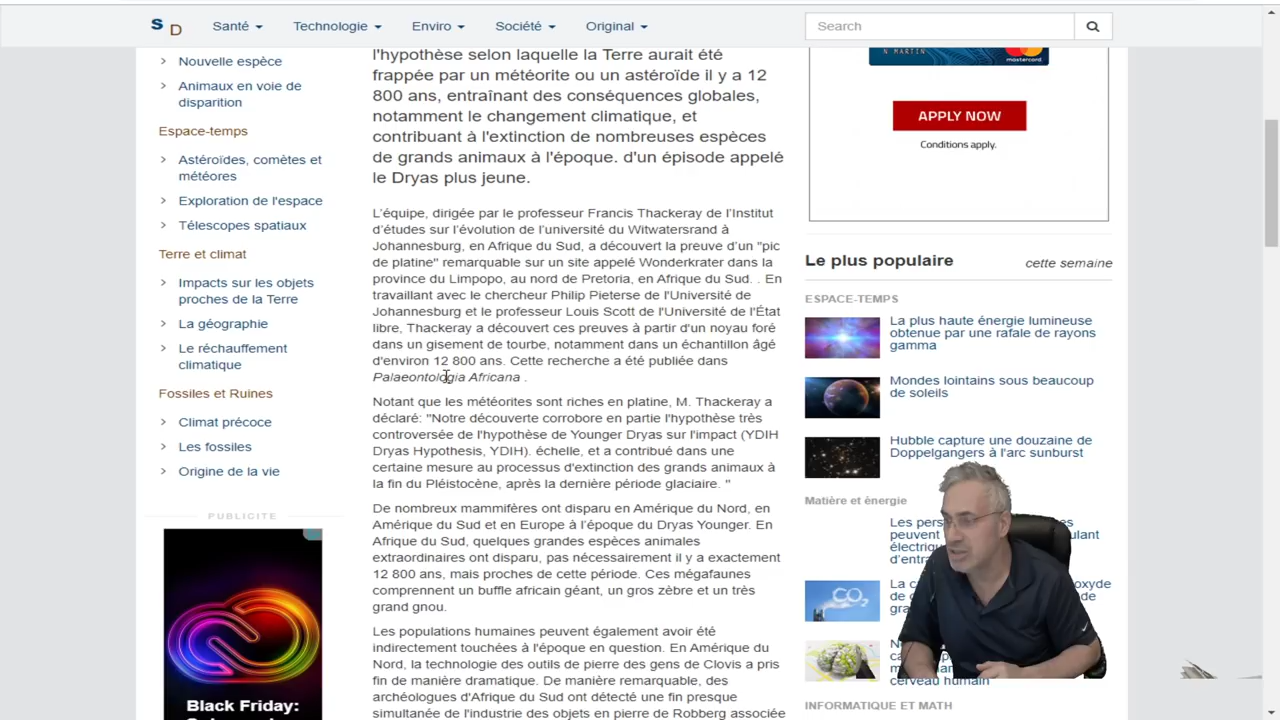 S D
Santé
Technologie
Enviro
Société
Original
Search
Nouvelle espèce
Animaux en voie de
disparition
Espace-temps
Astéroïdes, comètes et
météores
Exploration de l'espace
Télescopes spatiaux
Terre et climat
Impacts sur les objets
proches de la Terre
La géographie
Le réchauffement
climatique
Fossiles et Ruines
Climat précoce
Les fossiles
Origine de la vie
PUBLICITE
Black Friday:
l'hypothèse selon laquelle la Terre aurait été
frappée par un météorite ou un astéroïde il y a 12
800 ans, entraînant des conséquences globales,
notamment le changement climatique, et
contribuant à l'extinction de nombreuses espèces
de grands animaux à l'époque. d'un épisode appelé
le Dryas plus jeune.
L'équipe, dirigée par le professeur Francis Thackeray de l'Institut
d'études sur l'évolution de l'université du Witwatersrand à
Johannesburg, en Afrique du Sud, a découvert la preuve d'un "pic
de platine" remarquable sur un site appelé Wonderkrater dans la
province du Limpopo, au nord de Pretoria, en Afrique du Sud. . En
travaillant avec le chercheur Philip Pieterse de l'Université de
Johannesburg et le professeur Louis Scott de l'Université de l'État
libre, Thackeray a découvert ces preuves à partir d'un noyau foré
dans un gisement de tourbe, notamment dans un échantillon âgé
d'environ 12 800 ans. Cette recherche a été publiée dans
Palaeontologia Africana .
Notant que les météorites sont riches en platine, M. Thackeray a
déclaré: "Notre découverte corrobore en partie l'hypothèse très
controversée de l'hypothèse de Younger Dryas sur l'impact (YDIH
Dryas Hypothesis, YDIH). échelle, et a contribué dans une
certaine mesure au processus d'extinction des grands animaux à
la fin du Pléistocène, après la dernière période glaciaire. "
De nombreux mammifères ont disparu en Amérique du Nord, en
Amérique du Sud et en Europe à l'époque du Dryas Younger. En
Afrique du Sud, quelques grandes espèces animales
extraordinaires ont disparu, pas nécessairement il y a exactement
12 800 ans, mais proches de cette période. Ces mégafaunes
comprennent un buffle africain géant, un gros zèbre et un très
grand gnou.
Les populations humaines peuvent également avoir été
indirectement touchées à l'époque en question. En Amérique du
Nord, la technologie des outils de pierre des gens de Clovis a pris
fin de manière dramatique. De manière remarquable, des
archéologues d'Afrique du Sud ont détecté une fin presque
simultanée de l'industrie des objets en pierre de Robberg associée
N MARTIN
mastercard
APPLY NOW
Conditions apply.
Le plus populaire
cette semaine
ESPACE-TEMPS
La plus haute énergie lumineuse
obtenue par une rafale de rayons
gamma
Mondes lointains sous beaucoup
de soleils
Hubble capture une douzaine de
Doppelgangers à l'arc sunburst
Matière et énergie
Les
peuvent
CO2
cerveau humain
INFORMATIQUE ET MATH